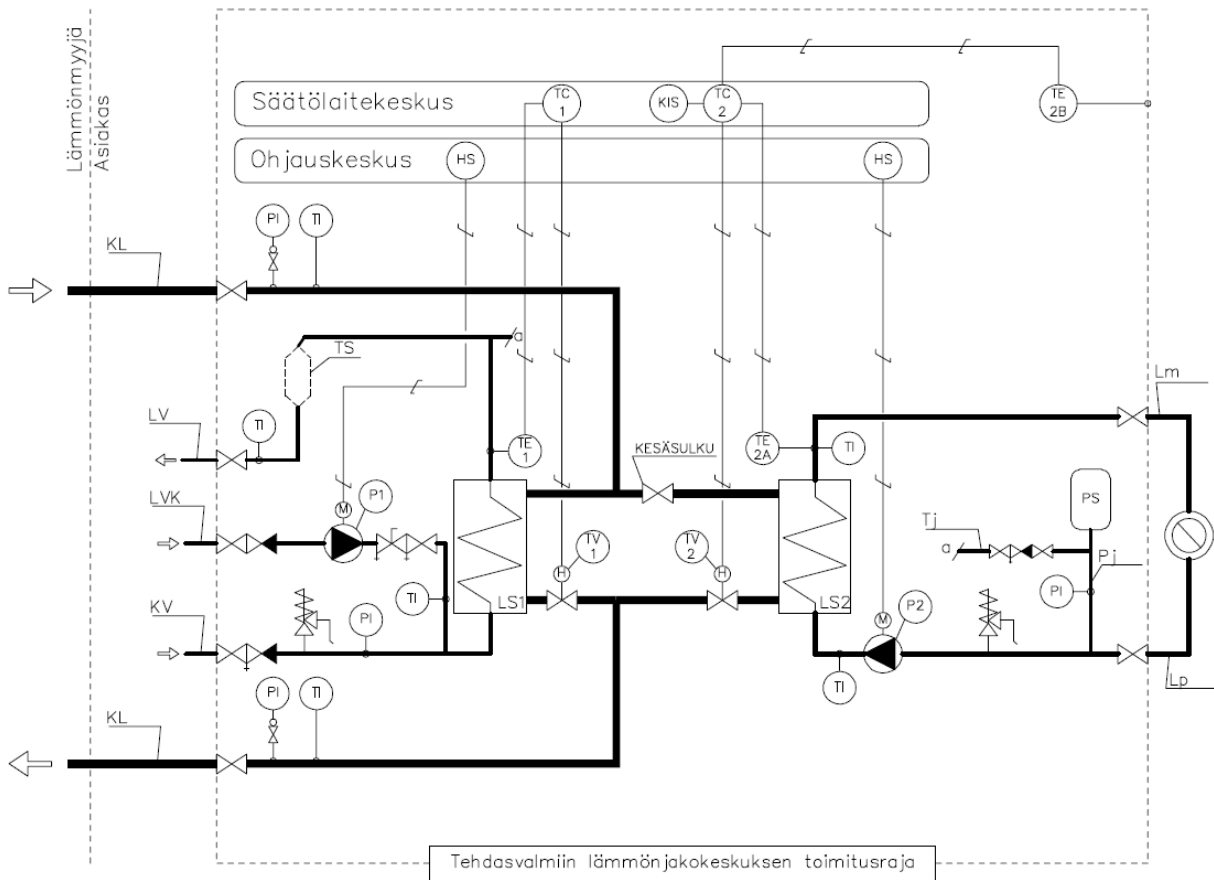 Lämmönmyyjä
Asiakas
Säätölaitekeskus
TC
1
KIS
TC
2
TE
2B
Ohjauskeskus
HS
HS
PI
TI
KL
a
TS
LV
TI
TE
1
KESÄSULKU
TE
2A
TI
Lm
LVK
M
P1
PS
Tj
a
TV
1
TV
2
H
H
Pj
PI
TI
LS1
LS2
KV
PI
M
P2
TI
Lp
KL
PI
TI
Tehdasvalmiin lämmönjakokeskuksen toimitusraja